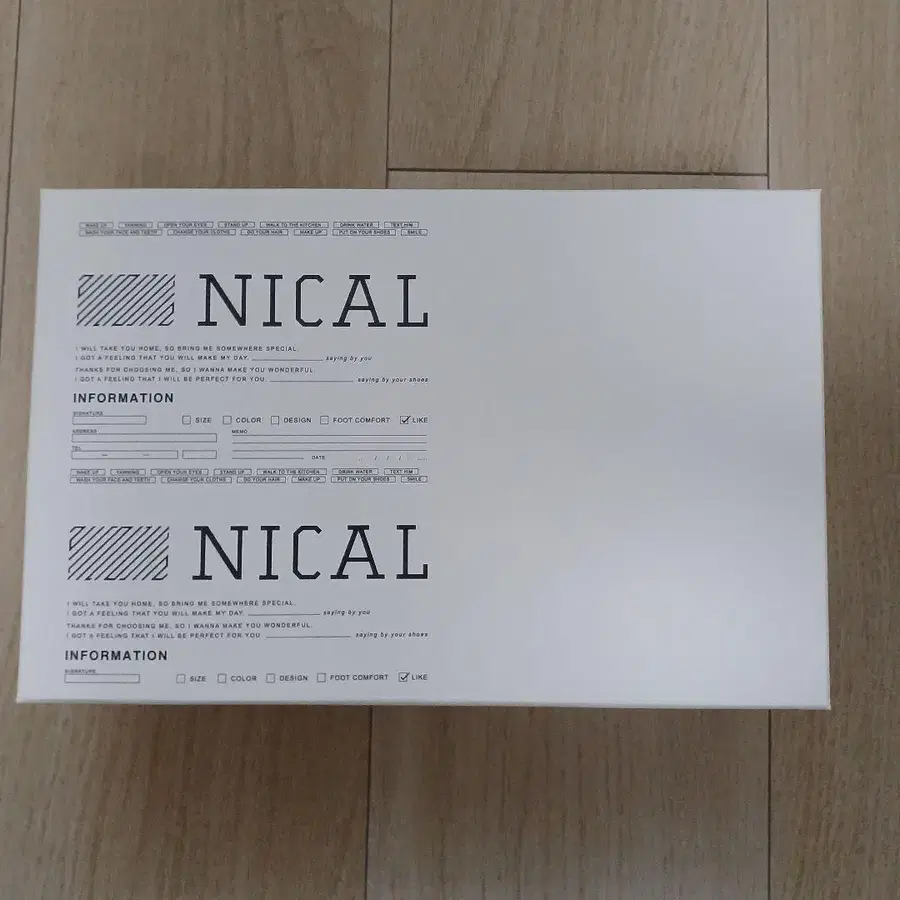 WAKE UP YAWNING OPEN YOUR EYES STAND UP WALK TO THE KITCHEN DRINK WATER TEXT HIM
WASH YOUR FACE AND TEETH CHANGE YOUR CLOTHS DO YOUR HAIR MAKE UP PUT ON YOUR SHOES SMILE
NICAL
I WILL TAKE YOU HOME, SO BRING ME SOMEWHERE SPECIAL.
I GOT A FEELING THAT YOU WILL MAKE MY DAY. saying by you
THANKS FOR CHOOSING ME, SO I WANNA MAKE YOU WONDERFUL
I GOT A FEELING THAT I WILL BE PERFECT FOR YOU. saying by your shoes
INFORMATION
SIGNATURE
SIZE COLOR DESIGN FOOT COMFORT LIKE
ADDRESS MEMO
TEL
DATE
WAKE UP YAWNING OPEN YOUR EYES STAND UP WALK TO THE KITCHEN DRINK WATER TEXT HIM
WASH YOUR FACE AND TEETH CHANGE YOUR CLOTHS DO YOUR HAIR MAKE UP PUT ON YOUR SHOES SMILE
NICAL
I WILL TAKE YOU HOME, SO BRING ME SOMEWHERE SPECIAL.
I GOT A FEELING THAT YOU WILL MAKE MY DAY. saying by you
THANKS FOR CHOOSING ME, SO I WANNA MAKE YOU WONDERFUL.
I GOT A FEELING THAT I WILL BE PERFECT FOR YOU. saying by your shoes
INFORMATION
SIGNATURE
SIZE COLOR DESIGN FOOT COMFORT LIKE